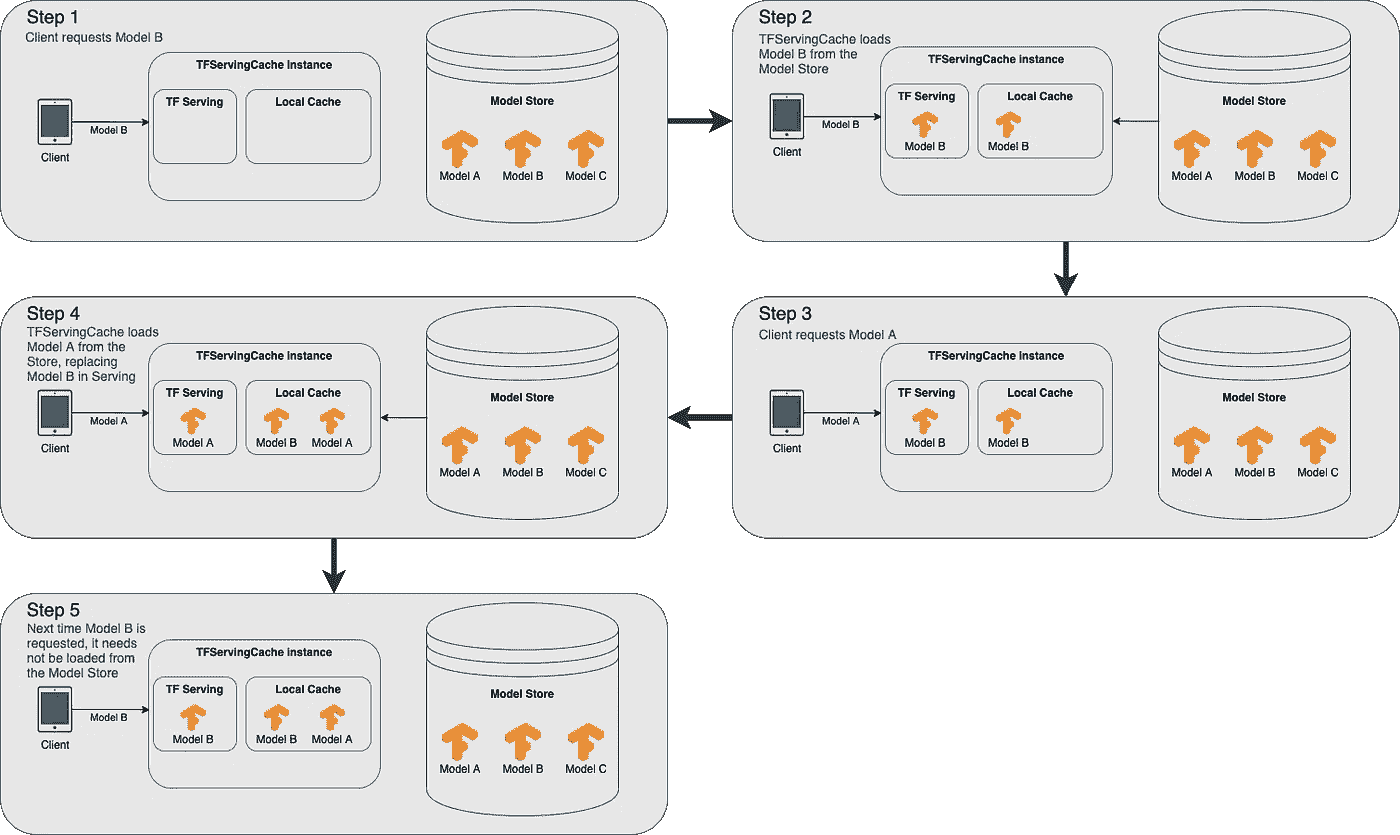 Step 1
Client requests Model B
TFServingCache instance
TF Serving
Local Cache
Model B
Client
Model Store
Model A
Model B
Model C
Step 2
TFServingCache loads
Model B from the
Model Store
TFServingCache instance
TF Serving
Local Cache
Model B
Model B
Model B
Client
Model Store
Model A
Model B
Model C
Step 3
Client requests Model A
TFServingCache instance
TF Serving
Local Cache
Model A
Model B
Model B
Client
Model Store
Model A
Model B
Model C
Step 4
TFServingCache loads
Model A from the
Store, replacing
Model B in Serving
TFServingCache instance
TF Serving
Local Cache
Model A
Model A
Model B
Model A
Client
Model Store
Model A
Model B
Model C
Step 5
Next time Model B is
requested, it needs
not be loaded from
the Model Store
TFServingCache instance
TF Serving
Local Cache
Model B
Model B
Model B
Model A
Client
Model Store
Model A
Model B
Model C